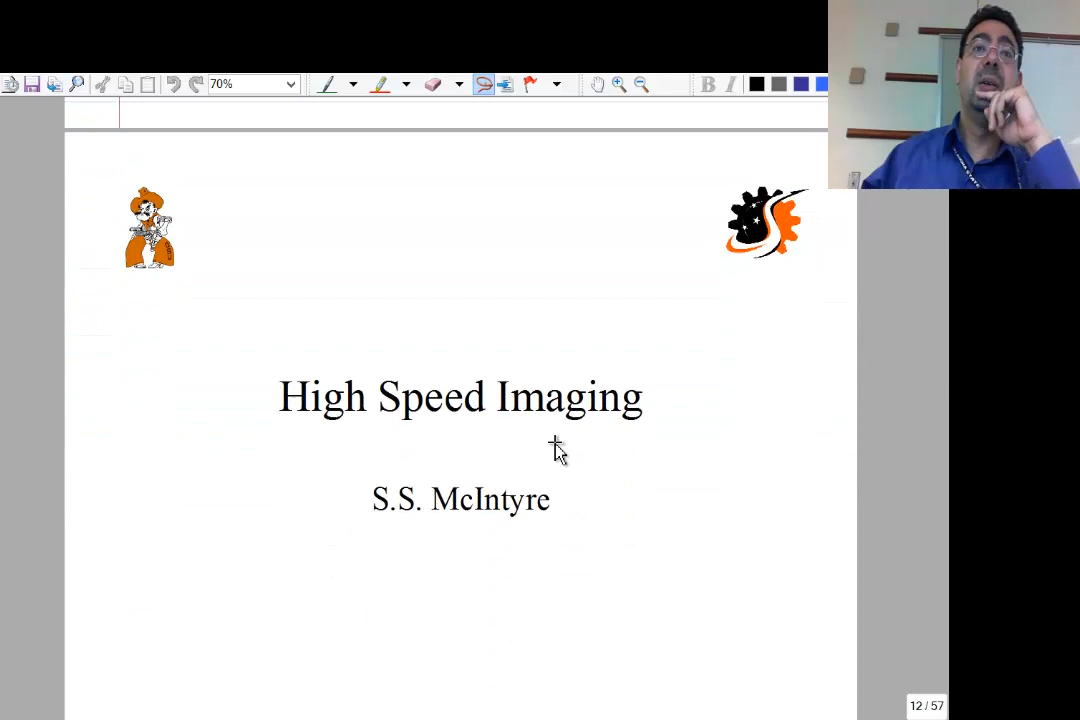 70%
B I
High Speed Imaging
S.S. McIntyre
12 / 57